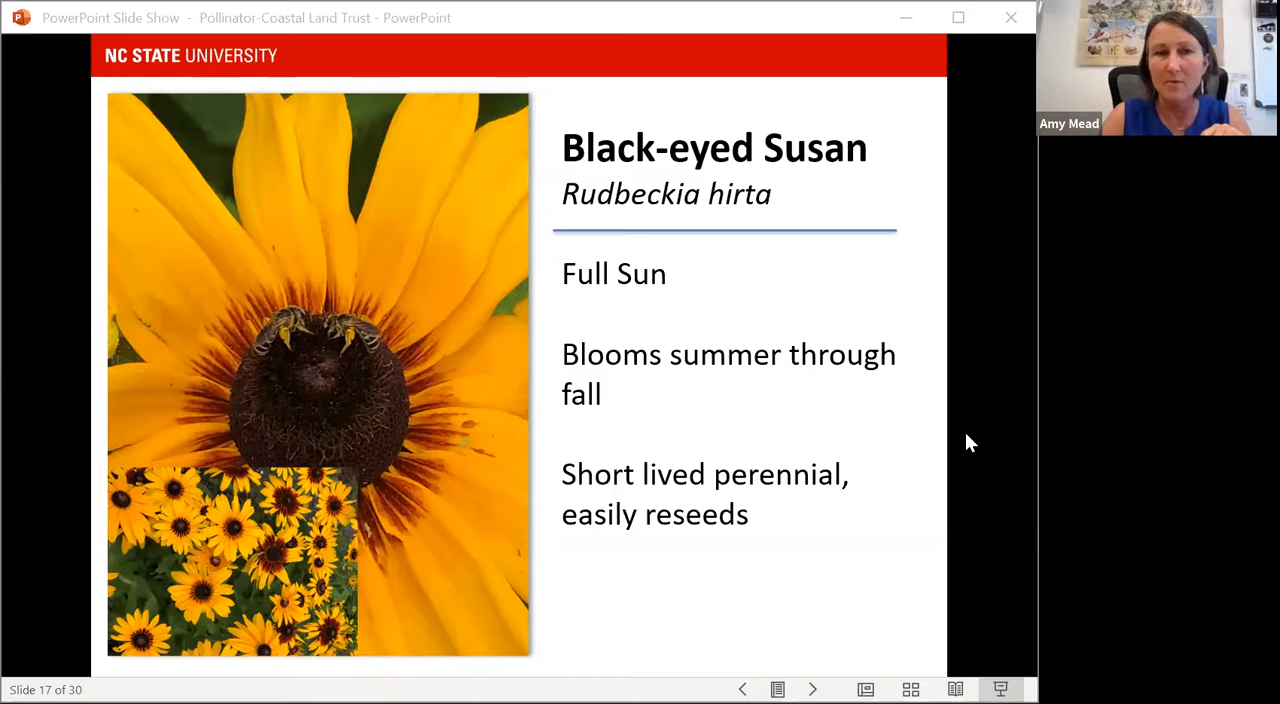 PowerPoint Slide Show - Pollinator-Coastal Land Trust - PowerPoint
NC STATE UNIVERSITY
Amy Mead
Black-eyed Susan
Rudbeckia hirta
Full Sun
Blooms summer through
fall
Short lived perennial,
easily reseeds
Slide 17 of 30